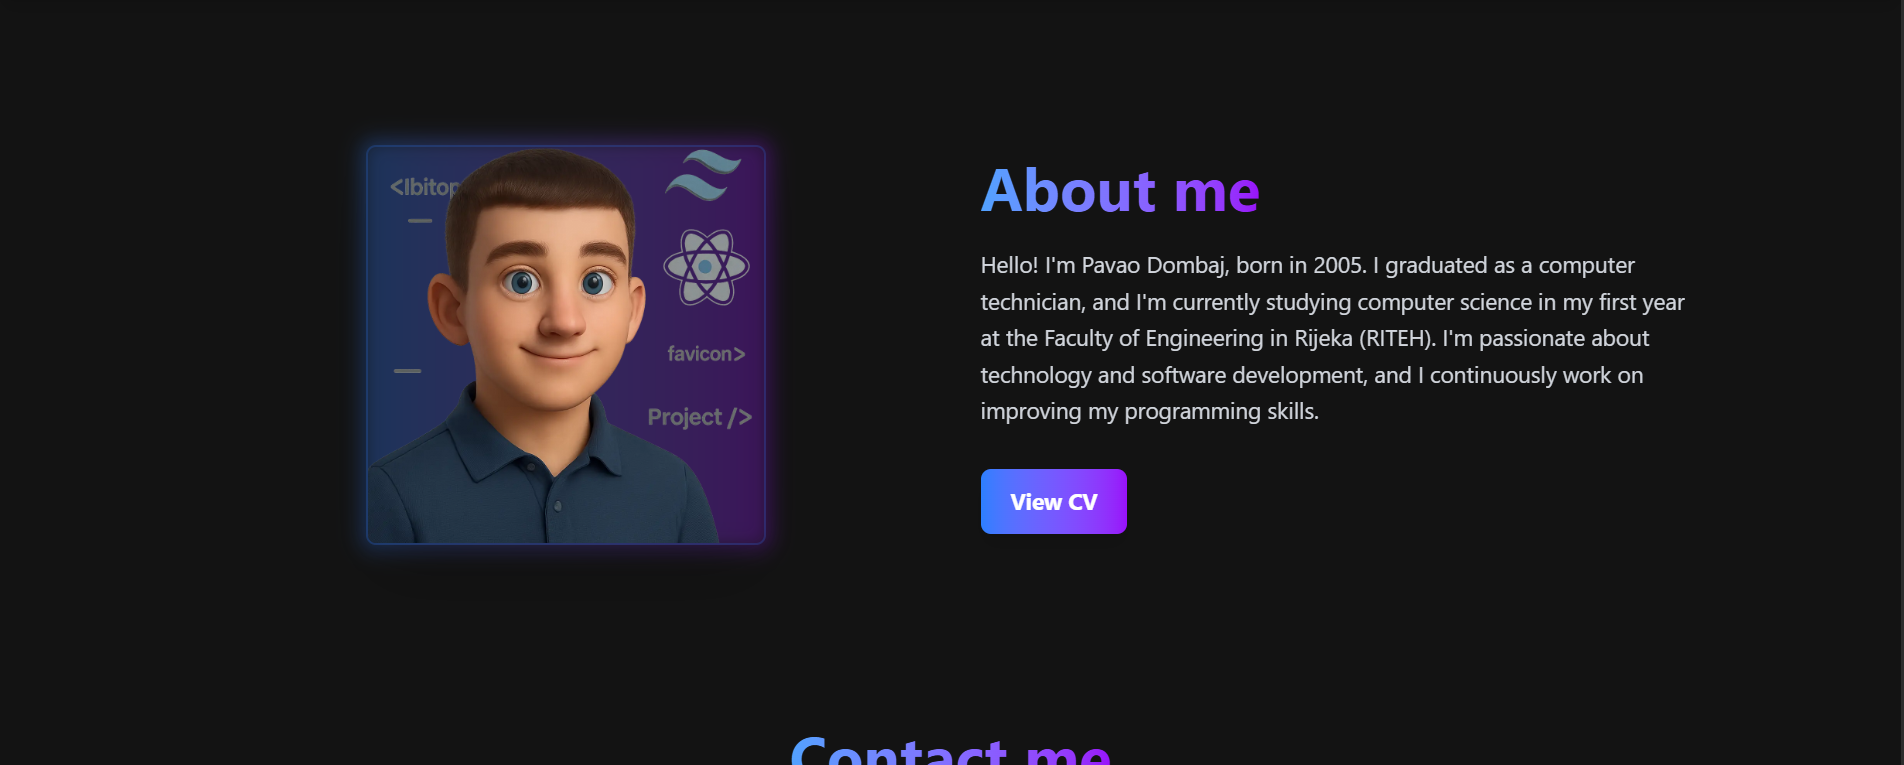 <Ibitop
favicon>
Project />
About me
Hello! I'm Pavao Dombaj, born in 2005. I graduated as a computer
technician, and I'm currently studying computer science in my first year
at the Faculty of Engineering in Rijeka (RITEH). I'm passionate about
technology and software development, and I continuously work on
improving my programming skills.
View CV
Contact me